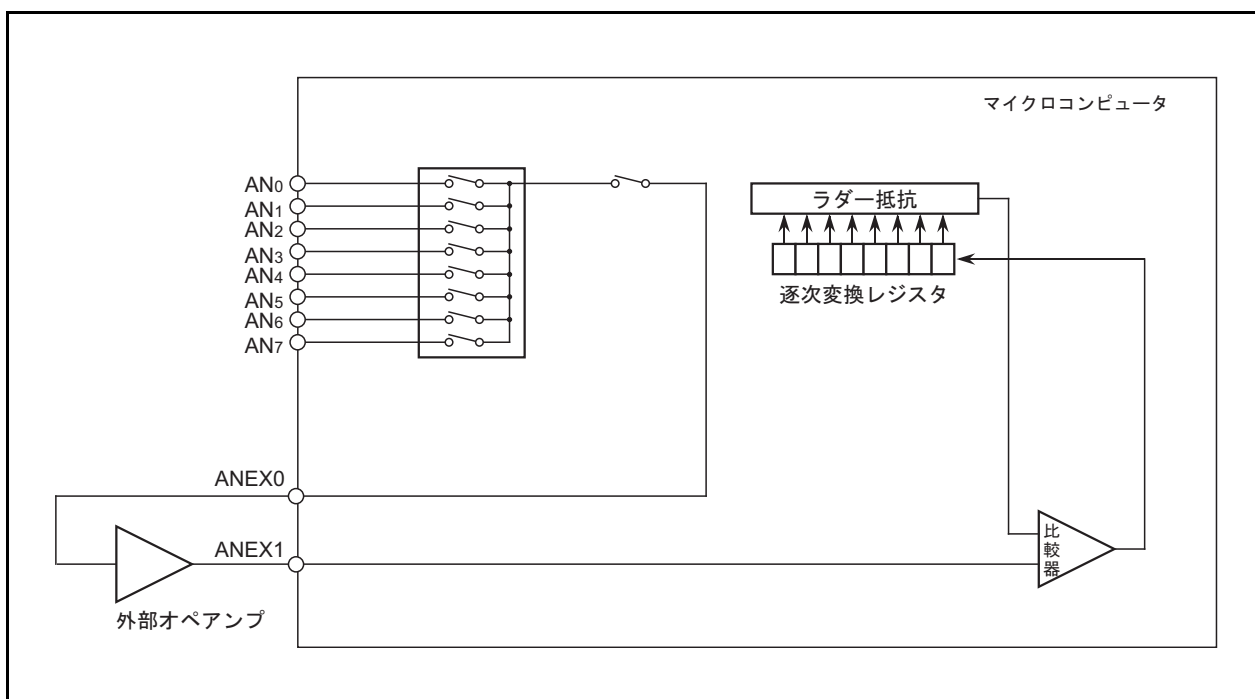 マイクロコンピュータ
AN0
AN1
AN2
AN3
AN4
AN5
AN6
AN7
ラダー抵抗
逐次変換レジスタ
ANEX0
ANEX1
外部オペアンプ
比較器